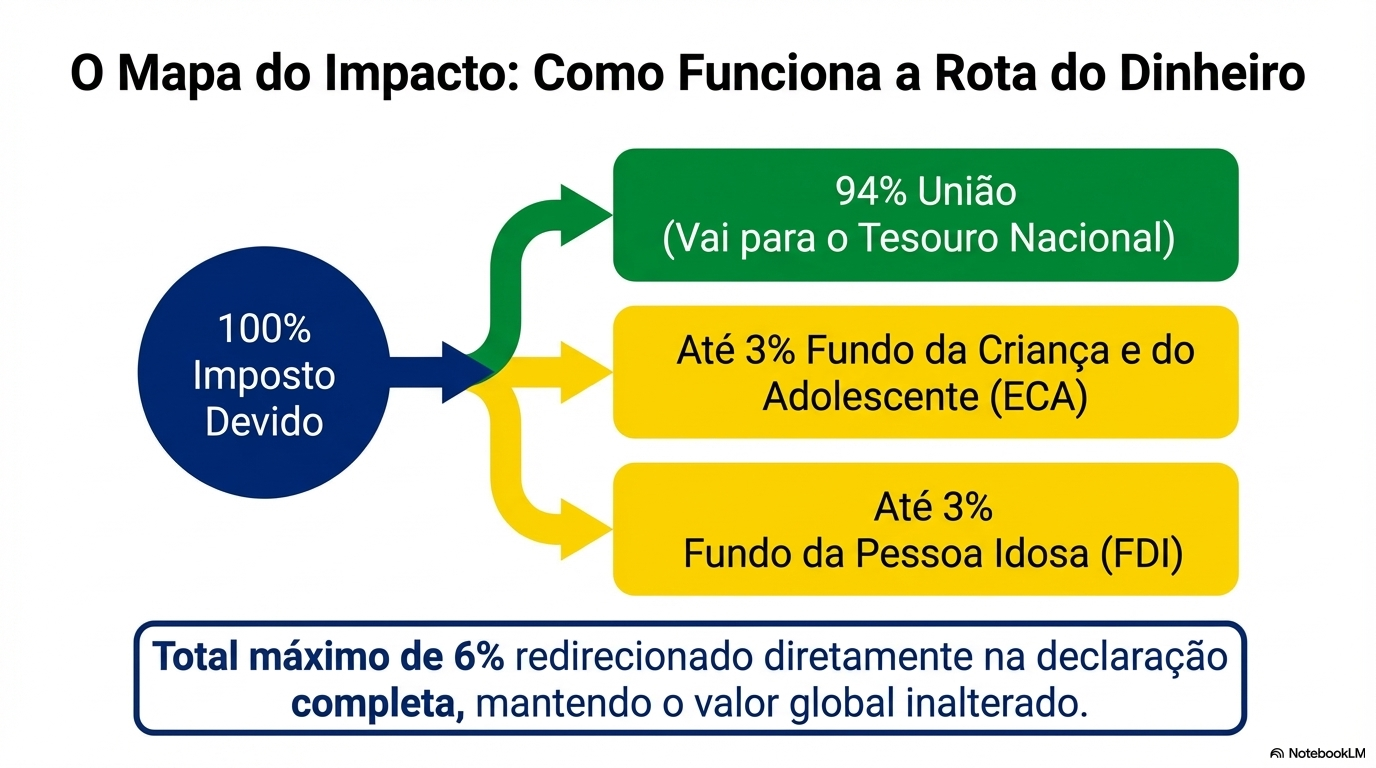 O Mapa do Impacto: Como Funciona a Rota do Dinheiro
100%
Imposto
Devido
94% União
(Vai para o Tesouro Nacional)
Até 3% Fundo da Criança e do
Adolescente (ECA)
Até 3%
Fundo da Pessoa Idosa (FDI)
Total máximo de 6% redirecionado diretamente na declaração
completa, mantendo o valor global inalterado.
NotebookLM